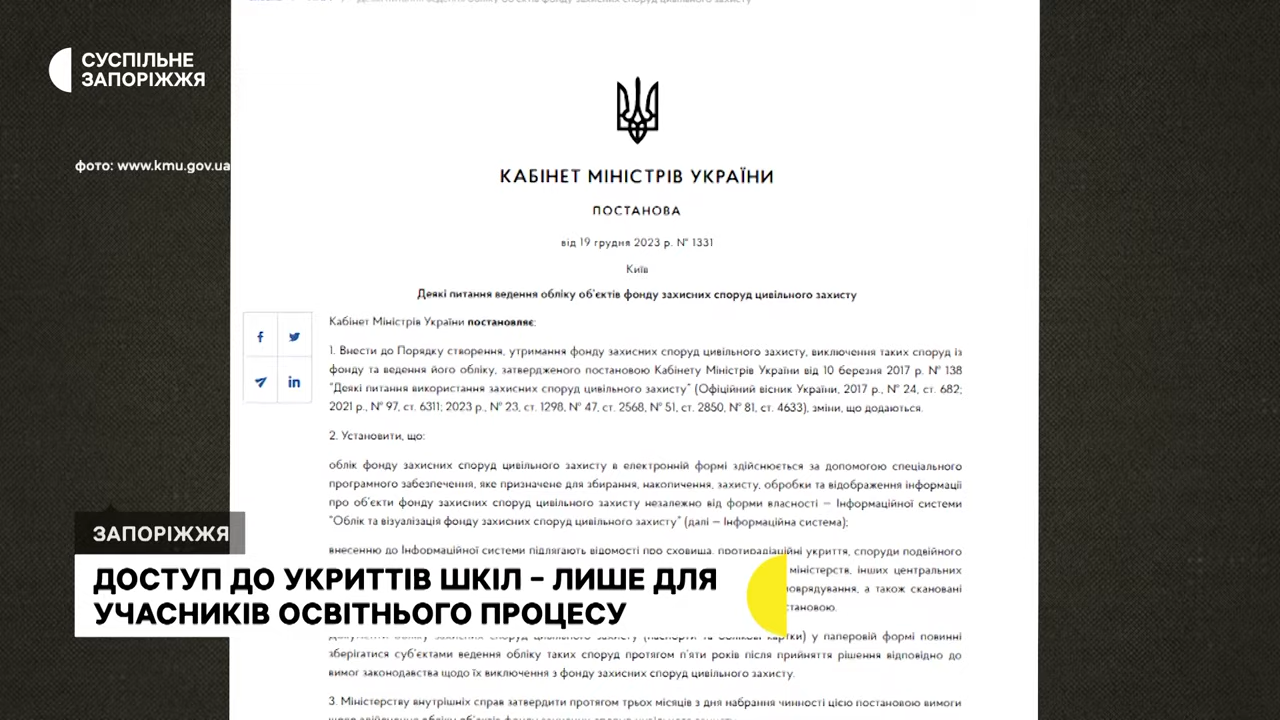 СУСПІЛЬНЕ
ЗАПОРІЖЖЯ
фото: www.kmu.gov.ua
КАБІНЕТ МІНІСТРІВ УКРАЇНИ
ПОСТАНОВА
від 19 грудня 2023 р. № 1331
Київ
Деякі питання ведення обліку об'єктів фонду захисних споруд цивільного захисту
Кабінет Міністрів України постановляє:
1. Внести до Порядку створення, утримання фонду захисних споруд цивільного захисту, виключення таких споруд із
фонду та ведення його обліку, затвердженого постановою Кабінету Міністрів України від 10 березня 2017 р. № 138
"Деякі питання використання захисних споруд цивільного захисту" (Офіційний вісник України, 2017 р., № 24, ст. 682;
2021 р., № 97, ст. 6311; 2023 р., № 23, ст. 1298, № 47, ст. 2568, № 51, ст. 2850, № 81, ст. 4633), зміни, що додаються.
2. Установити, що:
облік фонду захисних споруд цивільного захисту в електронній формі здійснюється за допомогою спеціального
програмного забезпечення, яке призначене для збирання, накопичення, захисту, обробки та відображення інформації
про об'єкти фонду захисних споруд цивільного захисту незалежно від форми власності — Інформаційної системи
"Облік та візуалізація фонду захисних споруд цивільного захисту" (далі — Інформаційна система);
внесенню до Інформаційної системи підлягають відомості про сховища, протирадіаційні укриття, споруди подвійного
міністерств, інших центральних
а також скановані
ЗАПОРІЖЖЯ
ДОСТУП ДО УКРИТТІВ ШКІЛ – ЛИШЕ ДЛЯ
УЧАСНИКІВ ОСВІТНЬОГО ПРОЦЕСУ
у паперовій формі повинні
зберігатися суб'єктами ведення обліку таких споруд протягом п'яти років після прийняття рішення відповідно до
вимог законодавства щодо їх виключення з фонду захисних споруд цивільного захисту.
3. Міністерству внутрішніх справ затвердити протягом трьох місяців з дня набрання чинності цією постановою вимоги